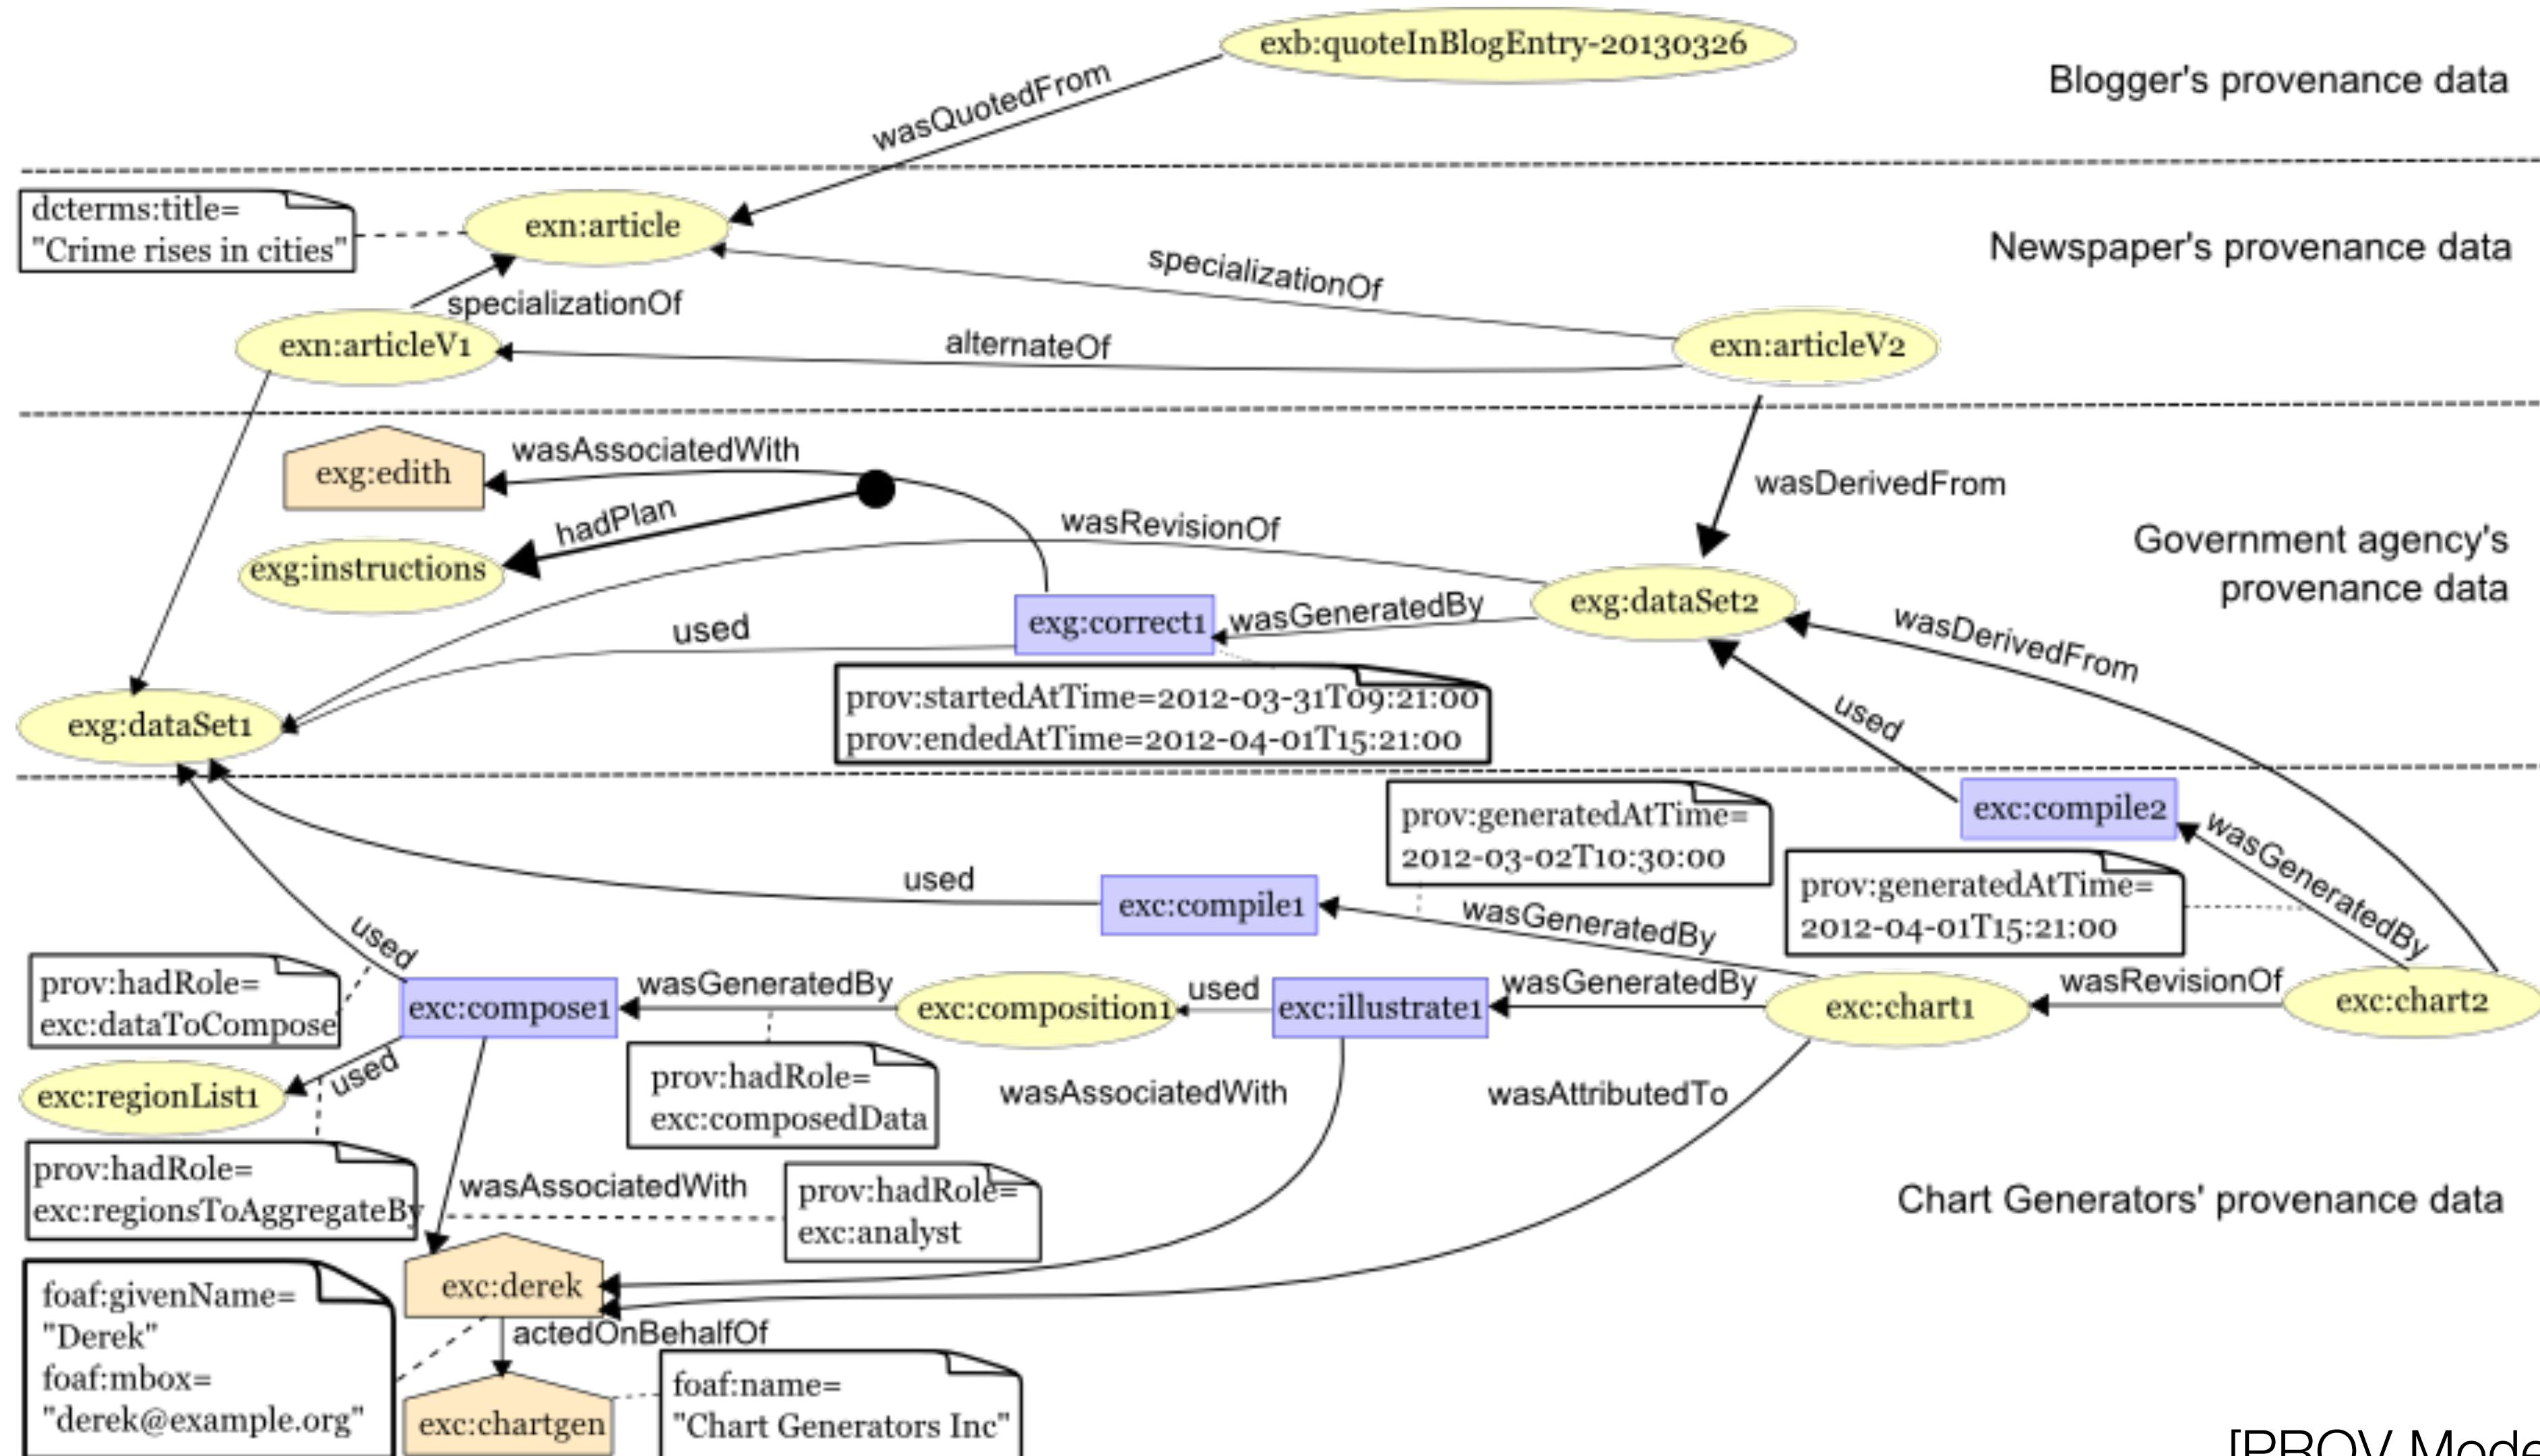 exb:quoteInBlogEntry-20130326
Blogger's provenance data
wasQuotedFrom
dcterms:title=
"Crime rises in cities"
exn:article
Newspaper's provenance data
specializationOf
specializationOf
exn:articleV1
alternateOf
exn:articleV2
exg:edith
wasAssociatedWith
wasDerivedFrom
hadPlan
exg:instructions
wasRevisionOf
Government agency's
provenance data
exg:correct1
wasGeneratedBy
exg:dataSet2
wasDerivedFrom
used
exg:dataSet1
prov:startedAtTime=2012-03-31T09:21:00
prov:endedAtTime=2012-04-01T15:21:00
used
prov:generatedAtTime=
2012-03-02T10:30:00
exc:compile2
wasGeneratedBy
used
exc:compile1
wasGeneratedBy
prov:generatedAtTime=
2012-04-01T15:21:00
used
prov:hadRole=
exc:dataToCompose
exc:compose1
wasGeneratedBy
exc:composition1
used
exc:illustrate1
wasGeneratedBy
exc:chart1
wasRevisionOf
exc:chart2
exc:regionList1
used
prov:hadRole=
exc:composedData
wasAssociatedWith
wasAttributedTo
prov:hadRole=
exc:regionsToAggregateBy
wasAssociatedWith
prov:hadRole=
exc:analyst
Chart Generators' provenance data
foaf:givenName=
"Derek"
foaf:mbox=
"derek@example.org"
exc:derek
actedOnBehalfOf
exc:chartgen
foaf:name=
"Chart Generators Inc"
[PROV Mode